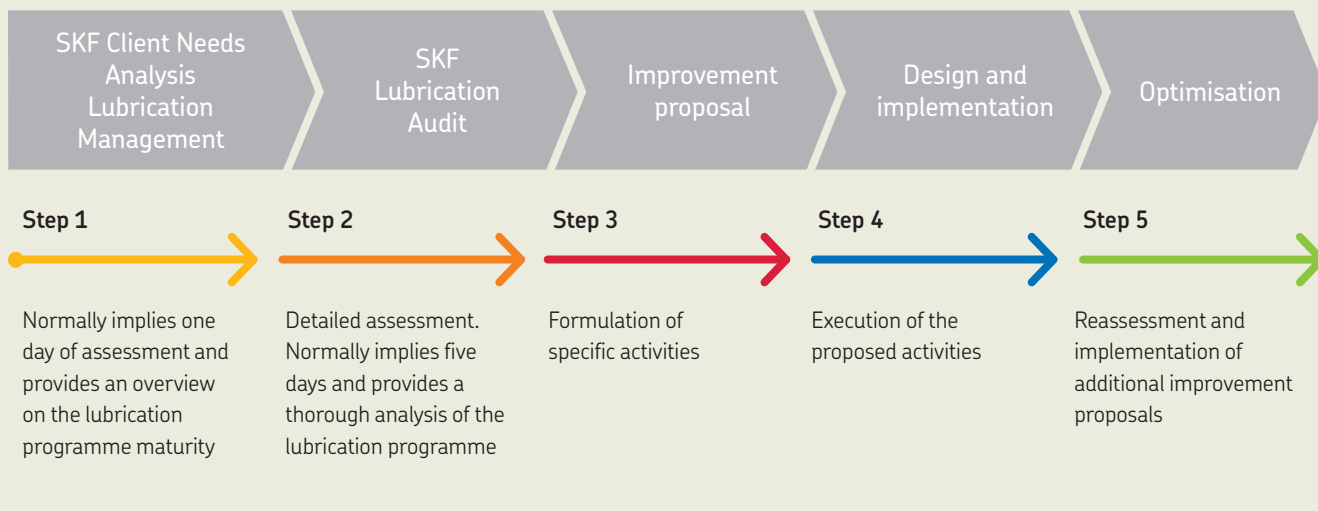 SKF Client Needs
Analysis
Lubrication
Management
SKF
Lubrication
Audit
Improvement
proposal
Design and
implementation
Optimisation
Step 1
Normally implies one
day of assessment and
provides an overview
on the lubrication
programme maturity
Step 2
Detailed assessment.
Normally implies five
days and provides a
thorough analysis of the
lubrication programme
Step 3
Formulation of
specific activities
Step 4
Execution of the
proposed activities
Step 5
Reassessment and
implementation of
additional improvement
proposals